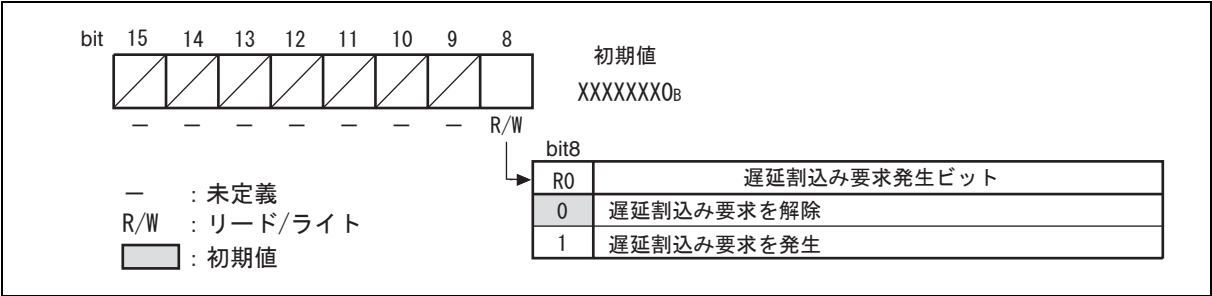 bit 15 14 13 12 11 10 9 8
初期値
XXXXXXX0B
－ － － － － － － R/W
bit8
R0 遅延割込み要求発生ビット
0 遅延割込み要求を解除
1 遅延割込み要求を発生
－ ：未定義
R/W ：リード/ライト
：初期値